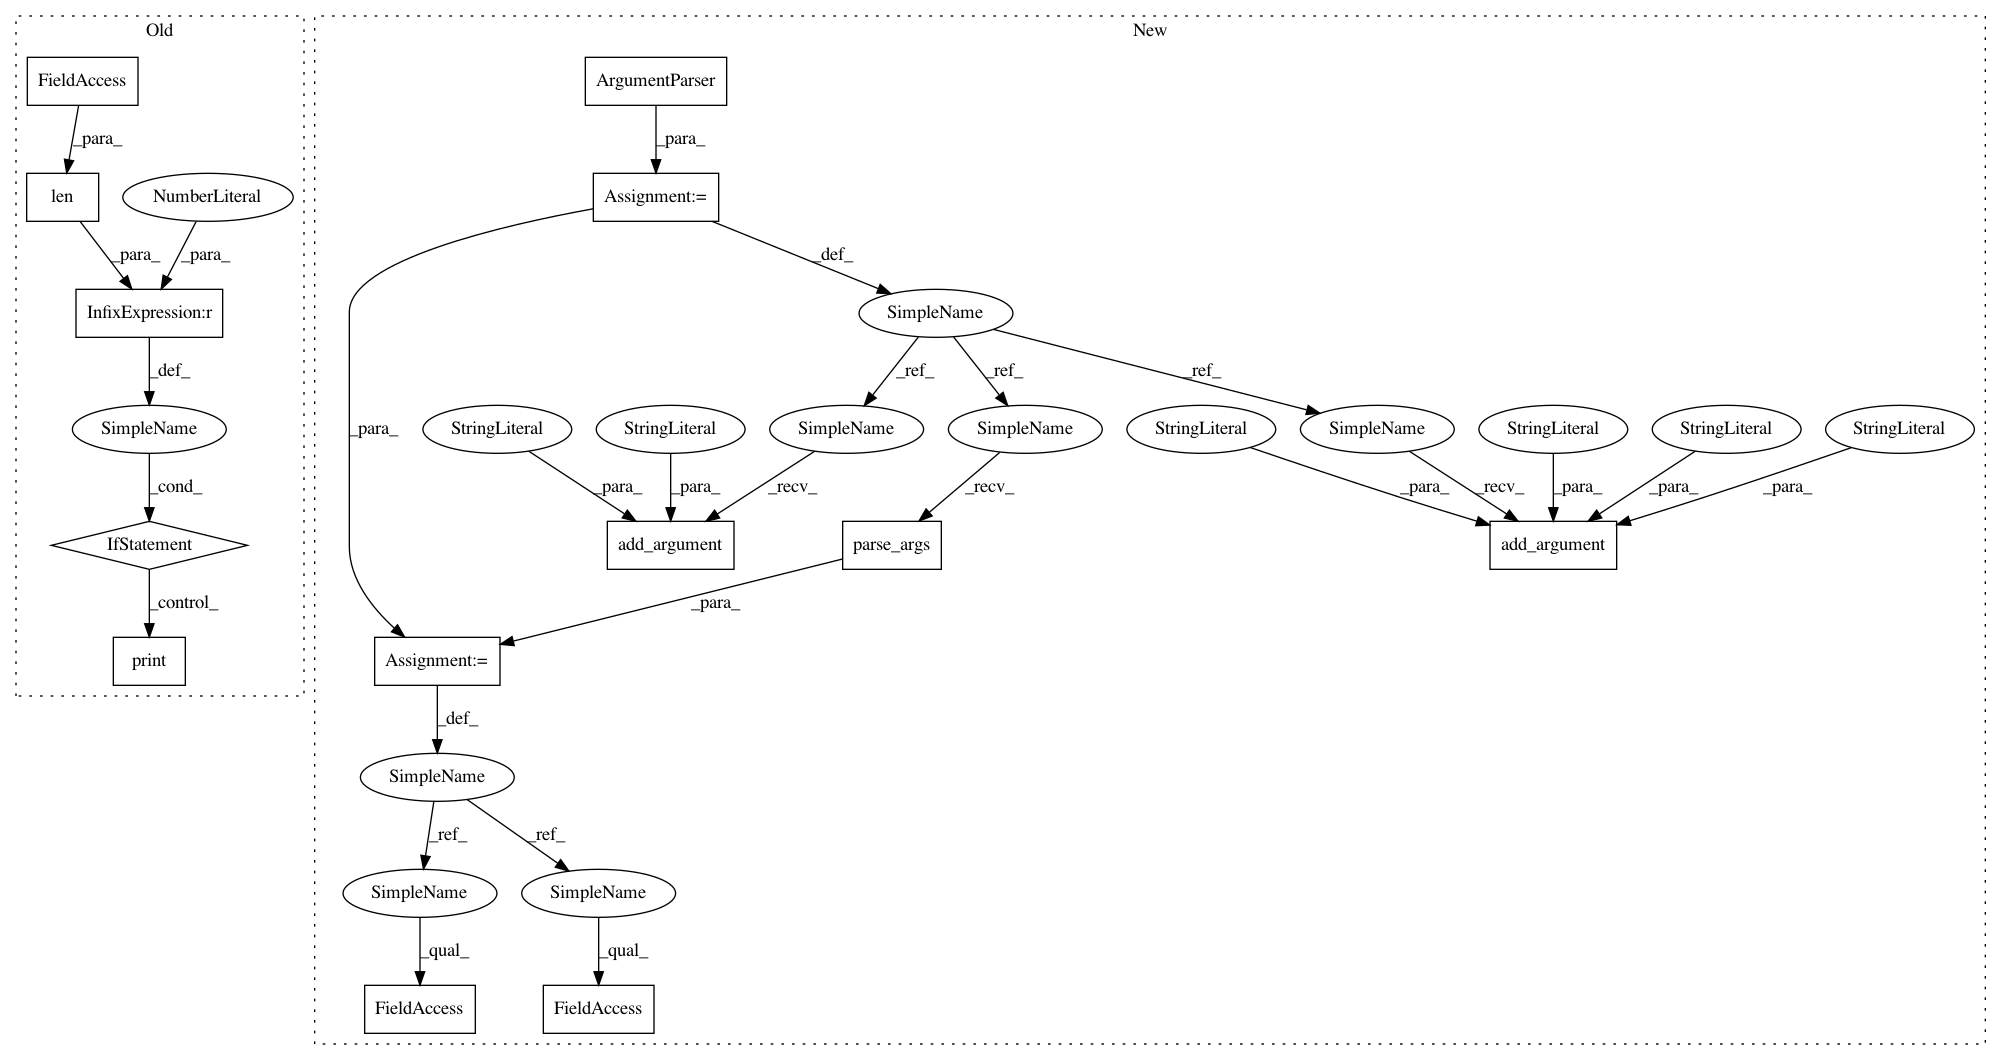 Old
New
FieldAccess
ArgumentParser
_para_
_para_
len
NumberLiteral
Assignment:=
_para_
_para_
_def_
InfixExpression:r
SimpleName
_def_
_ref_
_ref_
_ref_
SimpleName
_para_
StringLiteral
StringLiteral
SimpleName
SimpleName
StringLiteral
SimpleName
StringLiteral
StringLiteral
StringLiteral
_cond_
_para_
_para_
_recv_
_recv_
_para_
_recv_
_para_
_para_
_para_
IfStatement
add_argument
parse_args
add_argument
_control_
_para_
print
Assignment:=
_def_
SimpleName
_ref_
_ref_
SimpleName
SimpleName
_qual_
_qual_
FieldAccess
FieldAccess